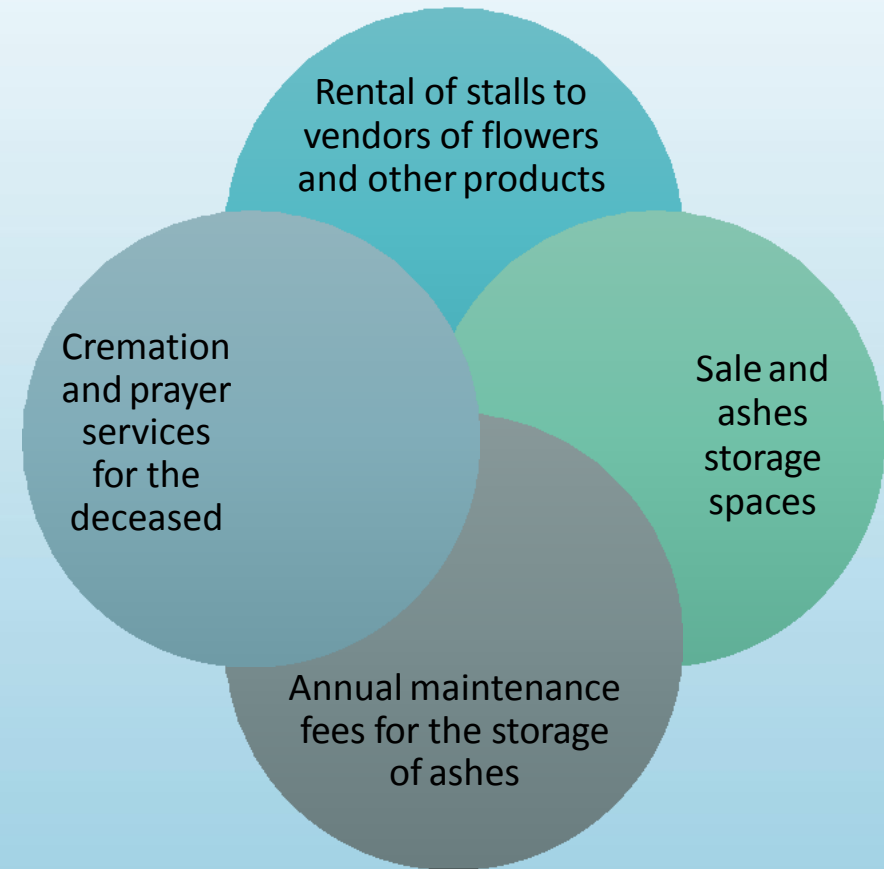 Rental of stalls to
vendors of flowers
and other products
Cremation
and prayer
services
for the
deceased
Sale and
ashes
storage
spaces
Annual maintenance
fees for the storage
of ashes